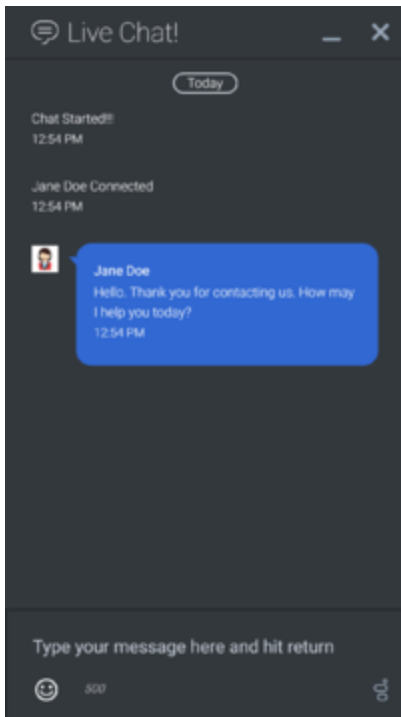 Live Chat!
Today
Chat Started!!!
12:54 PM
Jane Doe Connected
12:54 PM
Jane Doe
Hello. Thank you for contacting us. How may
I help you today?
12:54 PM
Type your message here and hit return
500